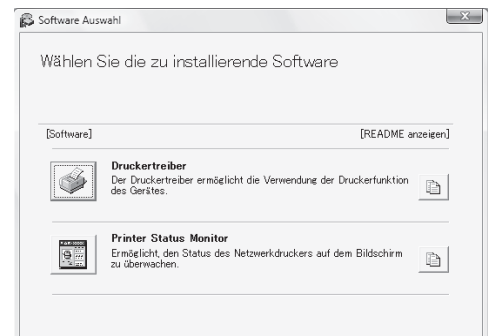 Software Auswahl
Wählen Sie die zu installierende Software
[Software] [README anzeigen]
Druckertreiber
Der Druckertreiber ermöglicht die Verwendung der Druckerfunktion
des Gerätes.
Printer Status Monitor
Ermöglicht, den Status des Netzwerkdruckers auf dem Bildschirm
zu überwachen.